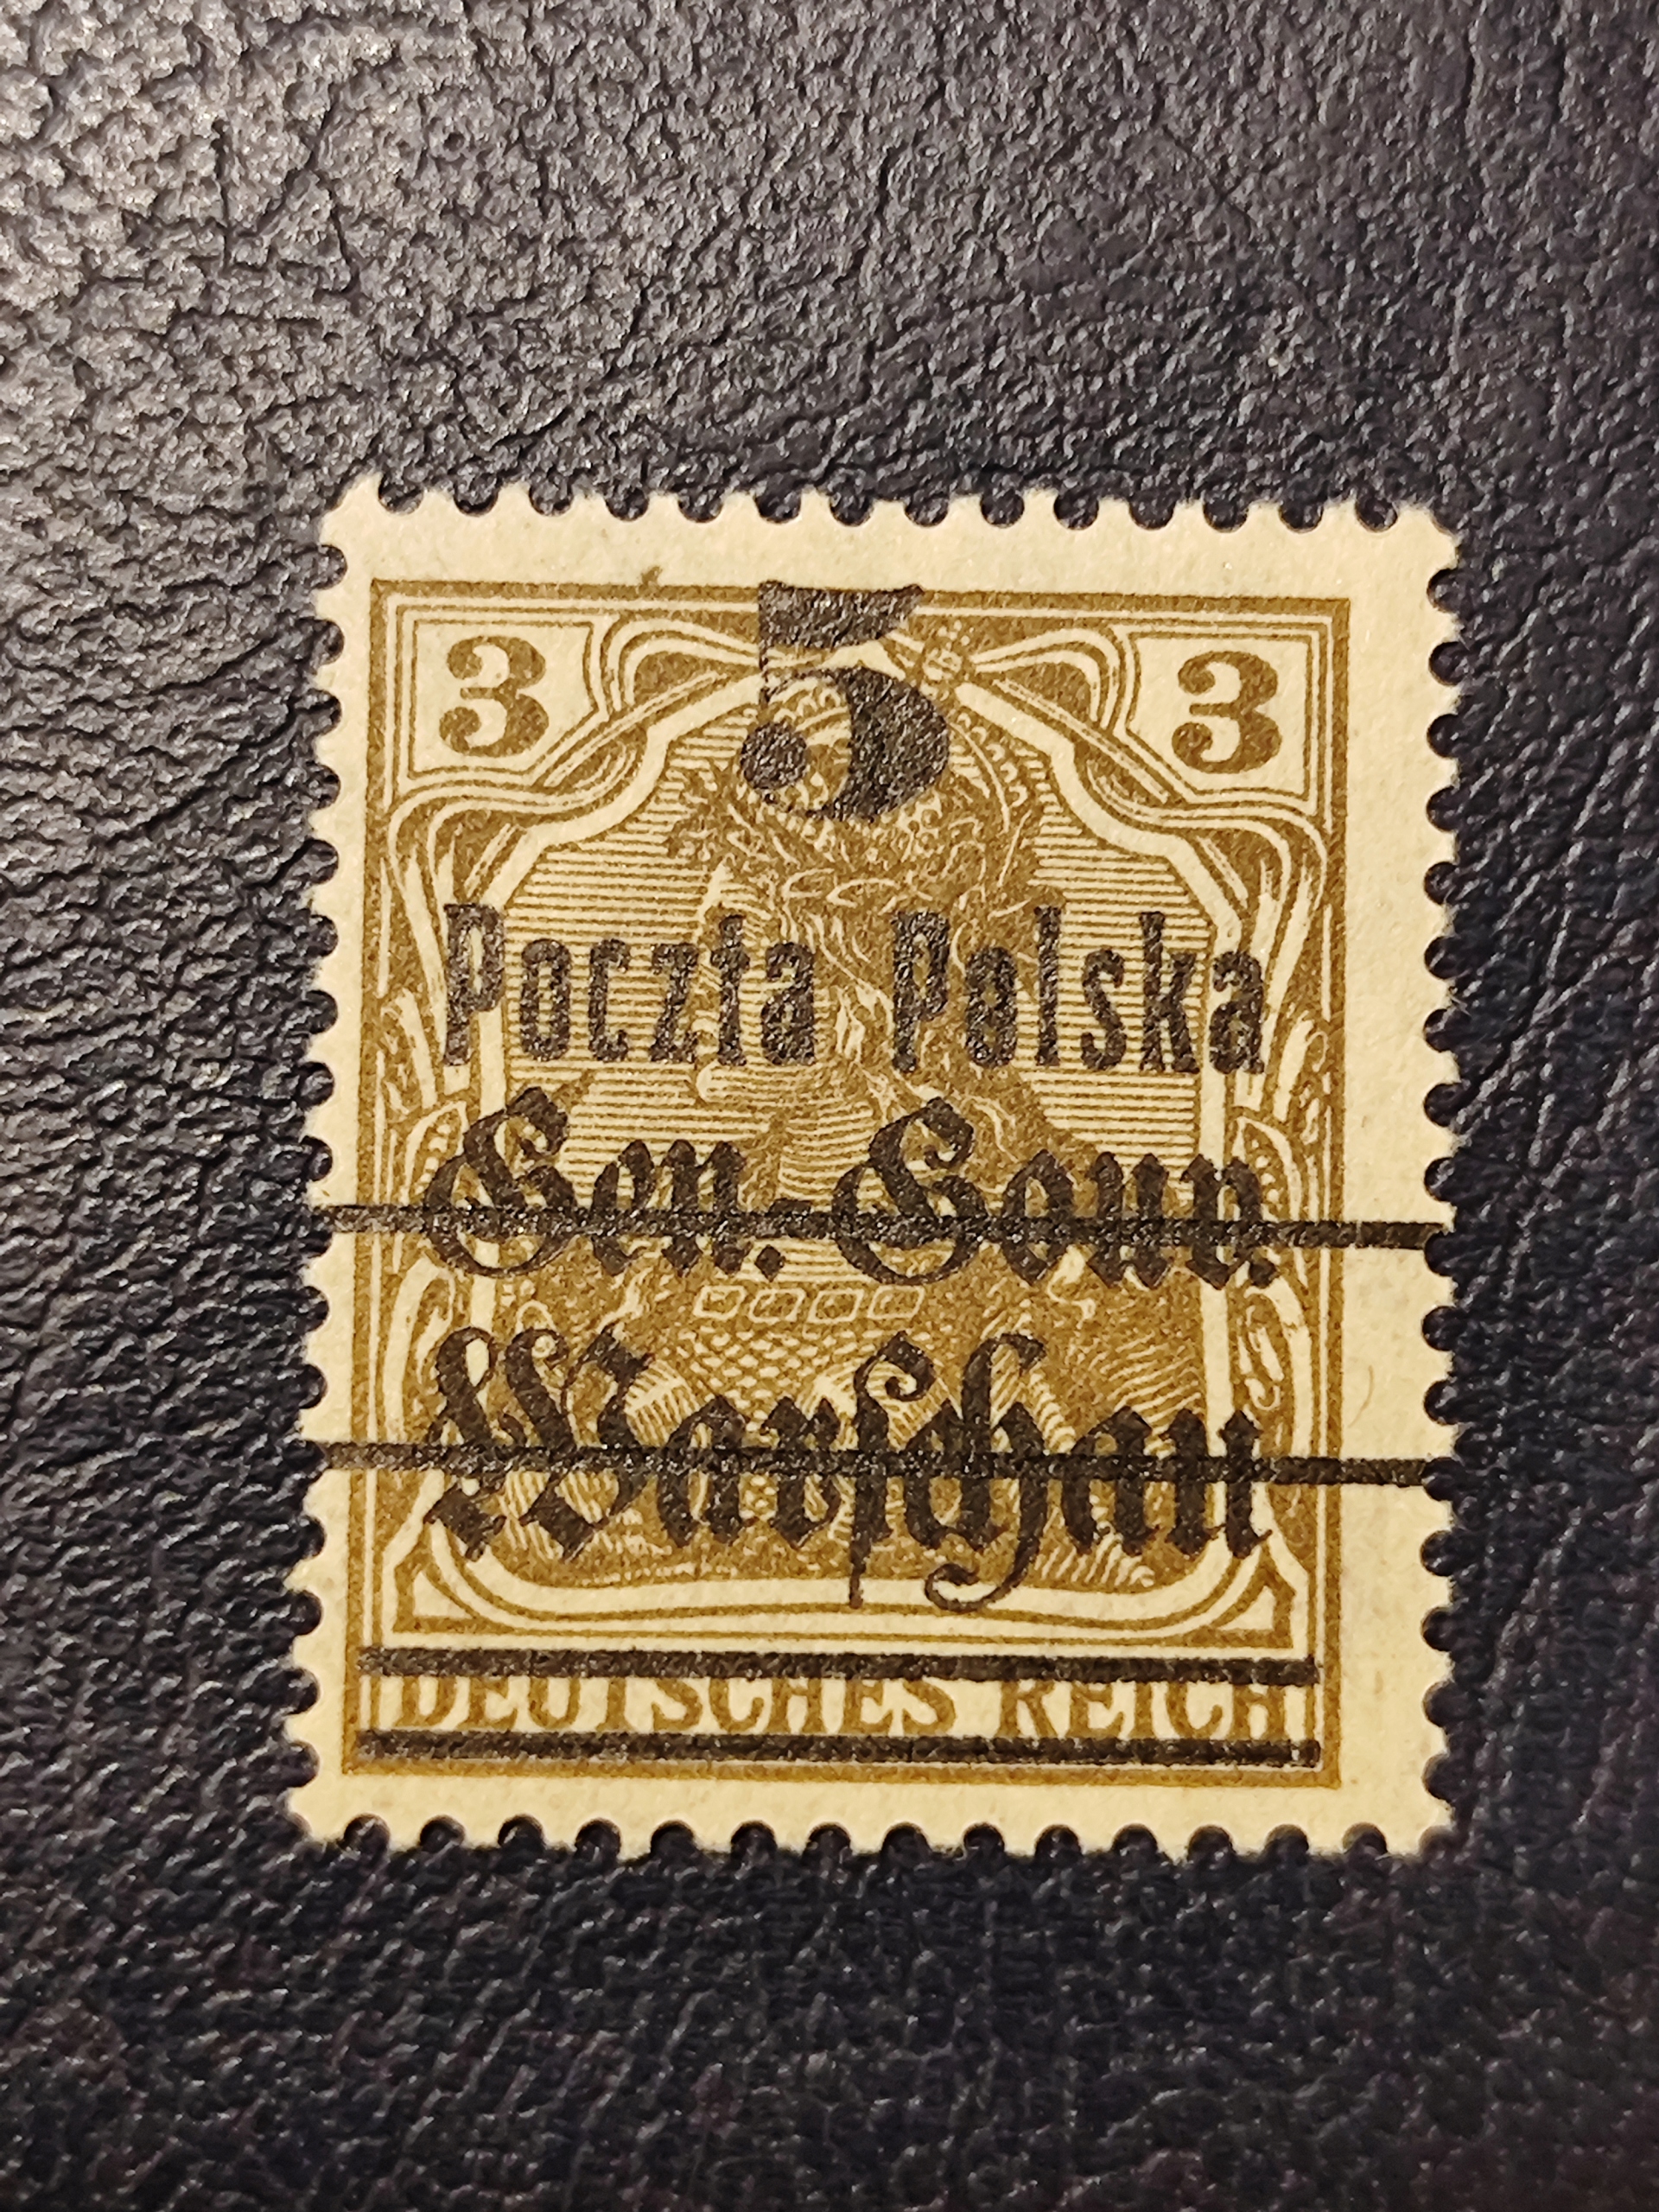 5
3 3
Poczta Polska
Gen.-Gouv.
Warschau
DEUTSCHES REICH